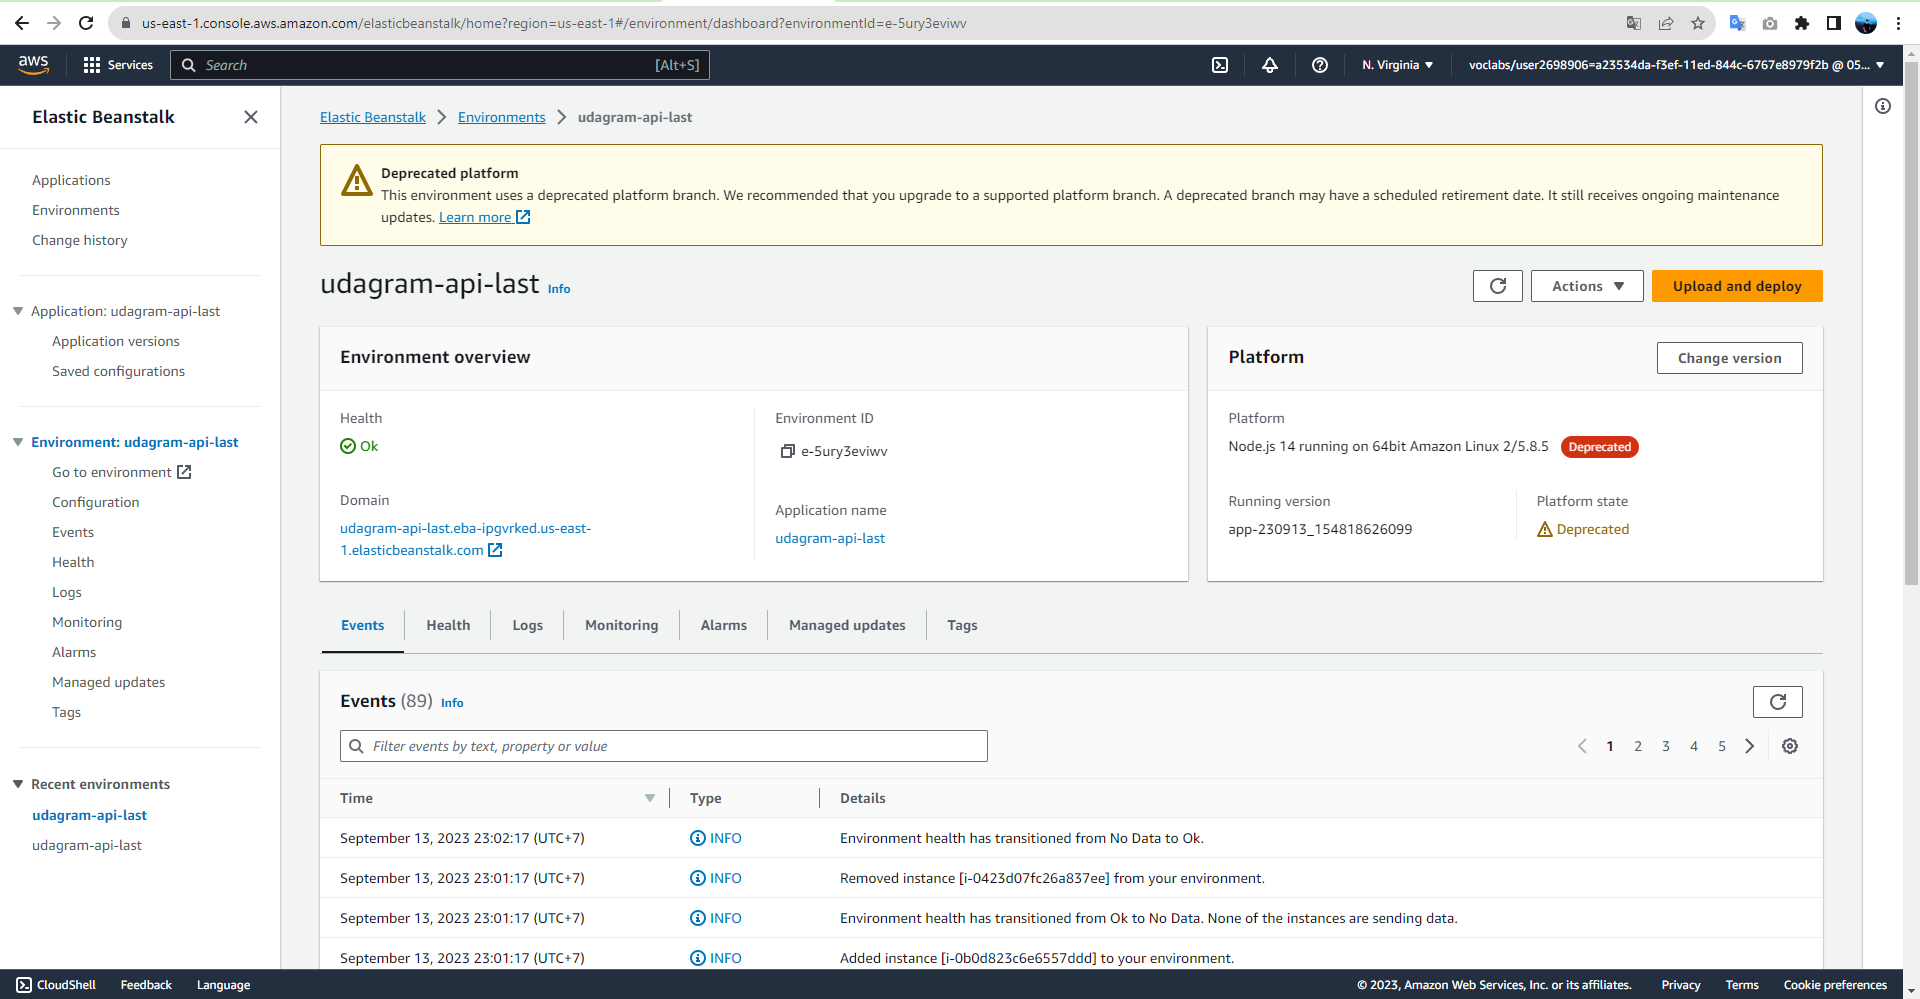 us-east-1.console.aws.amazon.com/elasticbeanstalk/home?region=us-east-1#/environment/dashboard?environmentId=e-5ury3eviwv
aws
Services
Search
[Alt+S]
N. Virginia
voclabs/user2698906=a23534da-f3ef-11ed-844c-6767e8979f2b @ 05...
Elastic Beanstalk
Applications
Environments
Change history
Application: udagram-api-last
Application versions
Saved configurations
Environment: udagram-api-last
Go to environment
Configuration
Events
Health
Logs
Monitoring
Alarms
Managed updates
Tags
Recent environments
udagram-api-last
udagram-api-last
Elastic Beanstalk
Environments
udagram-api-last
Deprecated platform
This environment uses a deprecated platform branch. We recommended that you upgrade to a supported platform branch. A deprecated branch may have a scheduled retirement date. It still receives ongoing maintenance
updates. Learn more
udagram-api-last Info
Actions
Upload and deploy
Environment overview
Health
Ok
Domain
udagram-api-last.eba-ipgvrked.us-east-
1.elasticbeanstalk.com
Environment ID
e-5ury3eviwv
Application name
udagram-api-last
Platform
Change version
Platform
Node.js 14 running on 64bit Amazon Linux 2/5.8.5 Deprecated
Running version
app-230913_154818626099
Platform state
Deprecated
Events
Health
Logs
Monitoring
Alarms
Managed updates
Tags
Events (89) Info
Filter events by text, property or value
1 2 3 4 5
Time Type Details
September 13, 2023 23:02:17 (UTC+7) INFO Environment health has transitioned from No Data to Ok.
September 13, 2023 23:01:17 (UTC+7) INFO Removed instance [i-0423d07fc26a837ee] from your environment.
September 13, 2023 23:01:17 (UTC+7) INFO Environment health has transitioned from Ok to No Data. None of the instances are sending data.
September 13, 2023 23:01:17 (UTC+7) INFO Added instance [i-0b0d823c6e6557ddd] to your environment.
CloudShell
Feedback
Language
© 2023, Amazon Web Services, Inc. or its affiliates.
Privacy
Terms
Cookie preferences